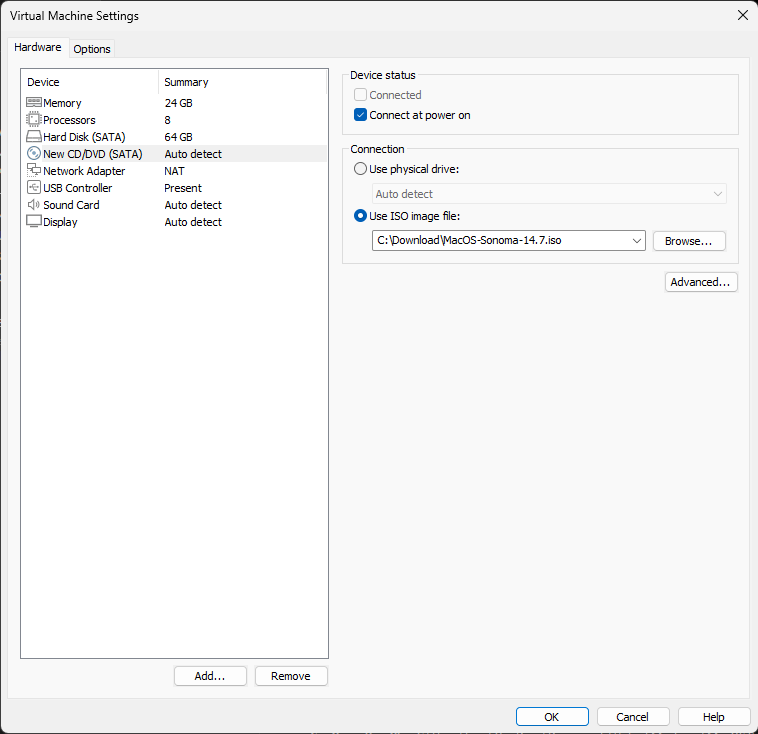 Virtual Machine Settings
Hardware
Options
Device Summary
Memory 24 GB
Processors 8
Hard Disk (SATA) 64 GB
New CD/DVD (SATA) Auto detect
Network Adapter NAT
USB Controller Present
Sound Card Auto detect
Display Auto detect
Add...
Remove
Device status
Connected
Connect at power on
Connection
Use physical drive:
Auto detect
Use ISO image file:
C:\Download\MacOS-Sonoma-14.7.iso
Browse...
Advanced...
OK
Cancel
Help